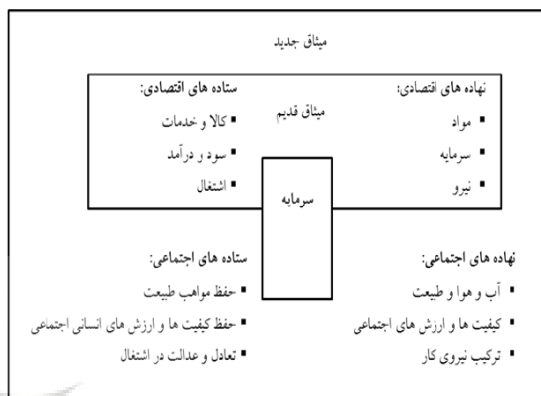 میثاق جدید
نهاده های اقتصادی:
▪ مواد
▪ سرمایه
▪ نیرو
میثاق قدیم
ستاده های اقتصادی:
▪ کالا و خدمات
▪ سود و درآمد
▪ اشتغال
سرمایه
نهاده های اجتماعی:
▪ آب و هوا و طبیعت
▪ کیفیت ها و ارزش های اجتماعی
▪ ترکیب نیروی کار
ستاده های اجتماعی:
▪ حفظ مواهب طبیعت
▪ حفظ کیفیت ها و ارزش های انسانی اجتماعی
▪ تعادل و عدالت در اشتغال